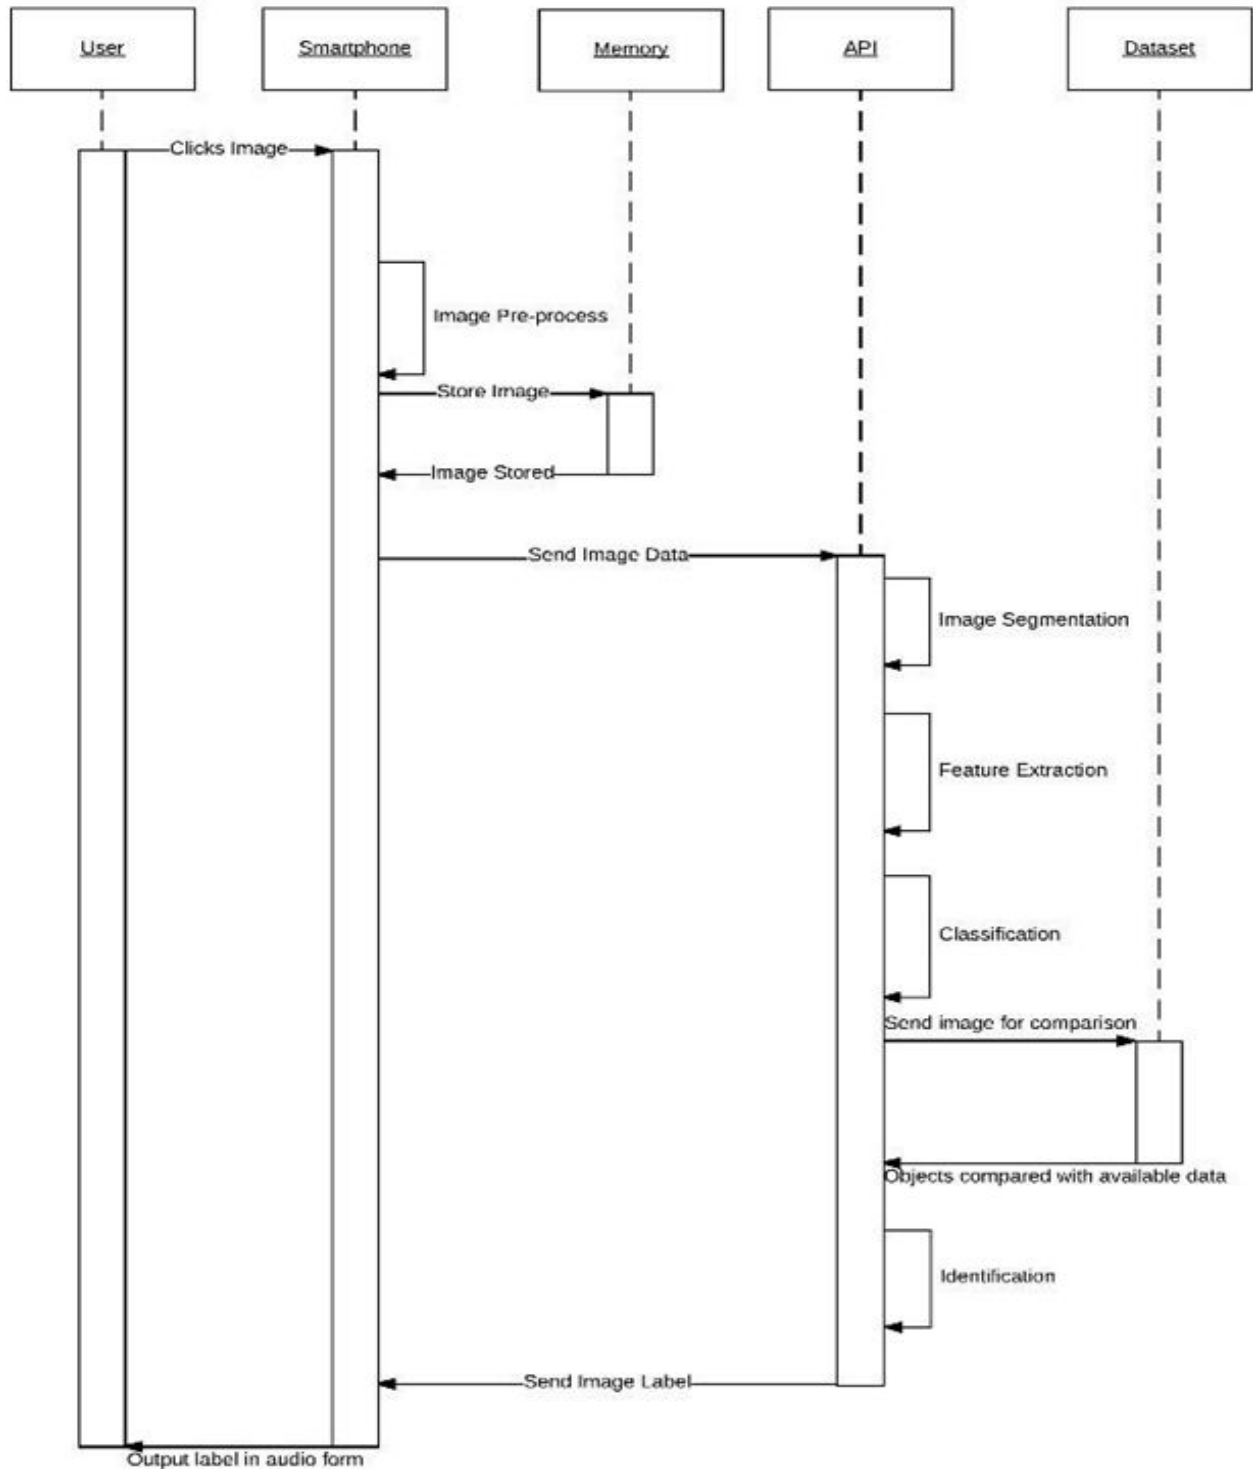 User
Smartphone
Memory
API
Dataset
Clicks Image
Image Pre-process
Store Image
Image Stored
Send Image Data
Image Segmentation
Feature Extraction
Classification
Send image for comparison
Objects compared with available data
Identification
Send Image Label
Output label in audio form